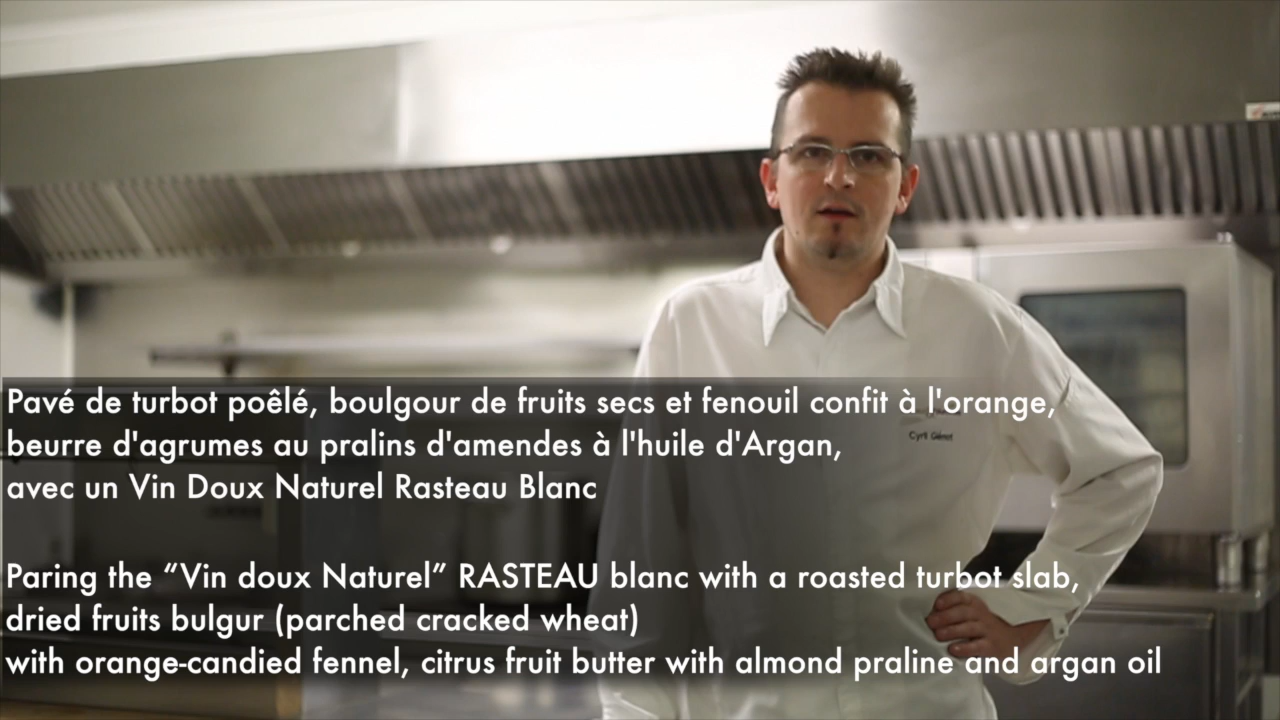 Pavé de turbot poêlé, boulgour de fruits secs et fenouil confit à l'orange,
beurre d'agrumes au pralins d'amendes à l'huile d'Argan,
avec un Vin Doux Naturel Rasteau Blanc
Cyril
Paring the “Vin doux Naturel” RASTEAU blanc with a roasted turbot slab,
dried fruits bulgur (parched cracked wheat)
with orange-candied fennel, citrus fruit butter with almond praline and argan oil